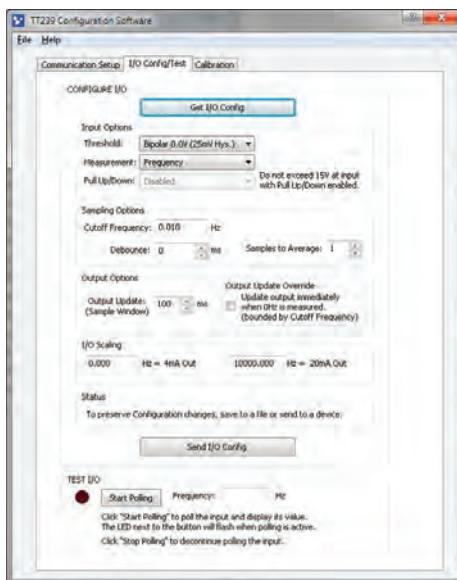 TT239 Configuration Software
File Help
Communication Setup I/O Config/Test Calibration
CONFIGURE I/O
Get I/O Config
Input Options
Threshold: Bipolar 0.0V (25mV Hys.)
Measurement: Frequency
Pull Up/Down: Disabled
Do not exceed 15V at input
with Pull Up/Down enabled.
Sampling Options
Cutoff Frequency: 0.010 Hz
Debounce: 0 ms Samples to Average: 1
Output Options
Output Update: 100 ms
(Sample Window)
Output Update Override
Update output immediately
when 0Hz is measured.
(bounded by Cutoff Frequency)
I/O Scaling
0.000 Hz = 4mA Out 10000.000 Hz = 20mA Out
Status
To preserve Configuration changes, save to a file or send to a device.
Send I/O Config
TEST I/O
Start Polling Frequency: Hz
Click "Start Polling" to poll the input and display its value.
The LED next to the button will flash when polling is active.
Click "Stop Polling" to discontinue polling the input.